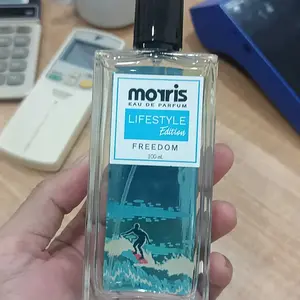 morris
EAU DE PARFUM
LIFESTYLE
Edition
FREEDOM
100 ml